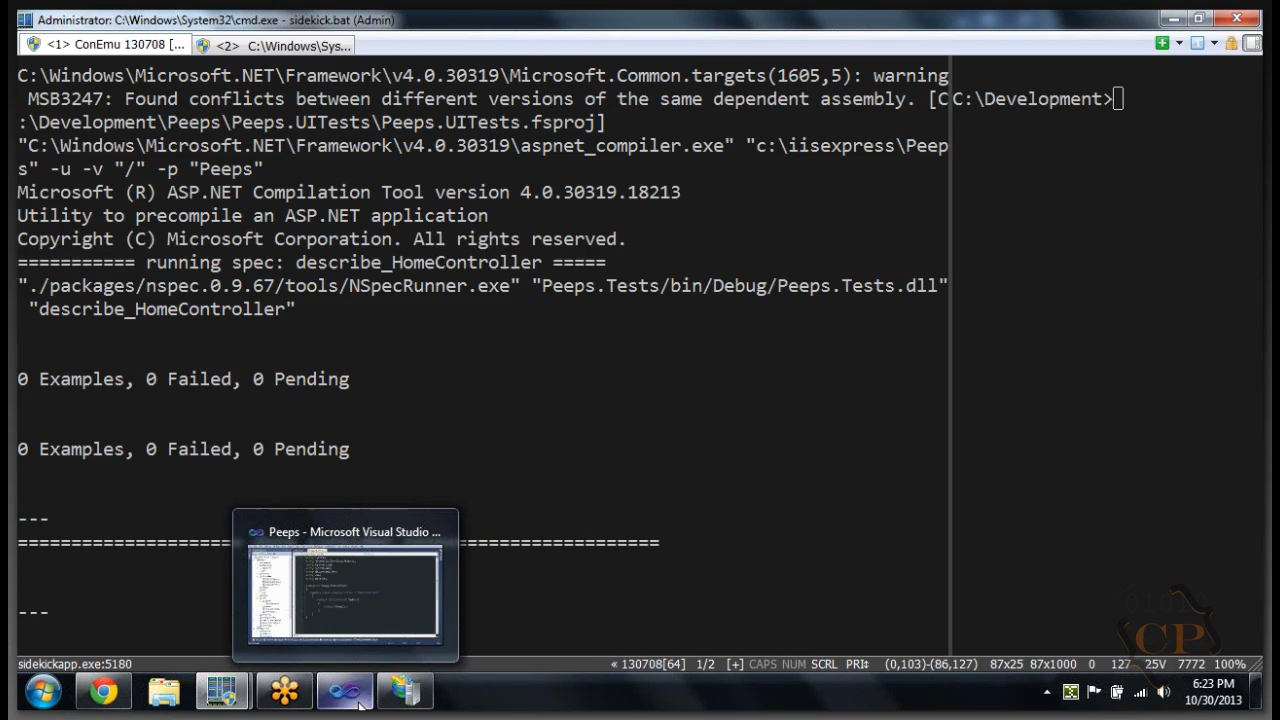 Administrator: C:\Windows\System32\cmd.exe - sidekick.bat (Admin)
<1> ConEmu 130708 [...
<2> C:\Windows\Sys...
C:\Windows\Microsoft.NET\Framework\v4.0.30319\Microsoft.Common.targets(1605,5): warning
MSB3247: Found conflicts between different versions of the same dependent assembly. [C
C:\Development>
:\Development\Peeps\Peeps.UITests\Peeps.UITests.fsproj]
"C:\Windows\Microsoft.NET\Framework\v4.0.30319\aspnet_compiler.exe" "c:\iisexpress\Peep
s" -u -v "/" -p "Peeps"
Microsoft (R) ASP.NET Compilation Tool version 4.0.30319.18213
Utility to precompile an ASP.NET application
Copyright (C) Microsoft Corporation. All rights reserved.
=========== running spec: describe_HomeController =====
"./packages/nspec.0.9.67/tools/NSpecRunner.exe" "Peeps.Tests/bin/Debug/Peeps.Tests.dll"
"describe_HomeController"
0 Examples, 0 Failed, 0 Pending
0 Examples, 0 Failed, 0 Pending
---
Peeps - Microsoft Visual Studio ...
---
sidekickapp.exe:5180
« 130708[64] 1/2 [+] CAPS NUM SCRL PRI↕ (0,103)-(86,127) 87x25 87x1000 0 127 25V 7772 100%
CP
6:23 PM
10/30/2013